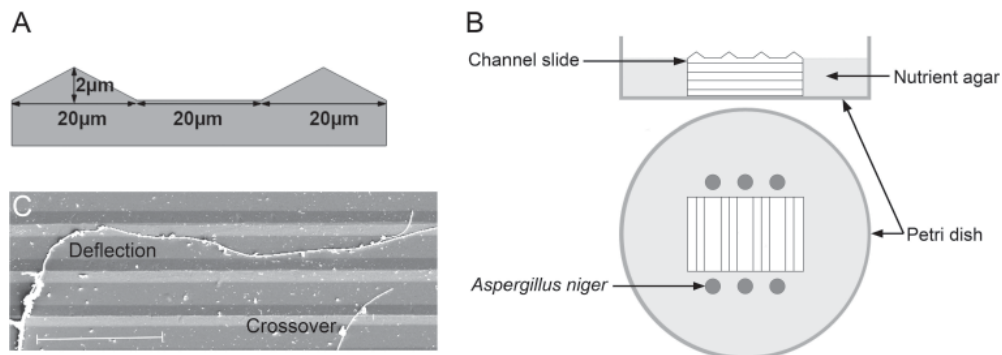 A
2µm
20µm
20µm
20µm
B
Channel slide
Nutrient agar
Petri dish
Aspergillus niger
C
Deflection
Crossover